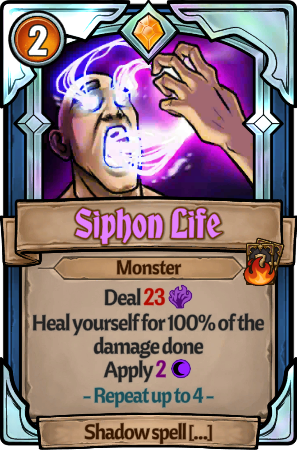 2
Siphon Life
Monster
Deal 23
Heal yourself for 100% of the
damage done
Apply 2
- Repeat up to 4 -
Shadow spell [...]